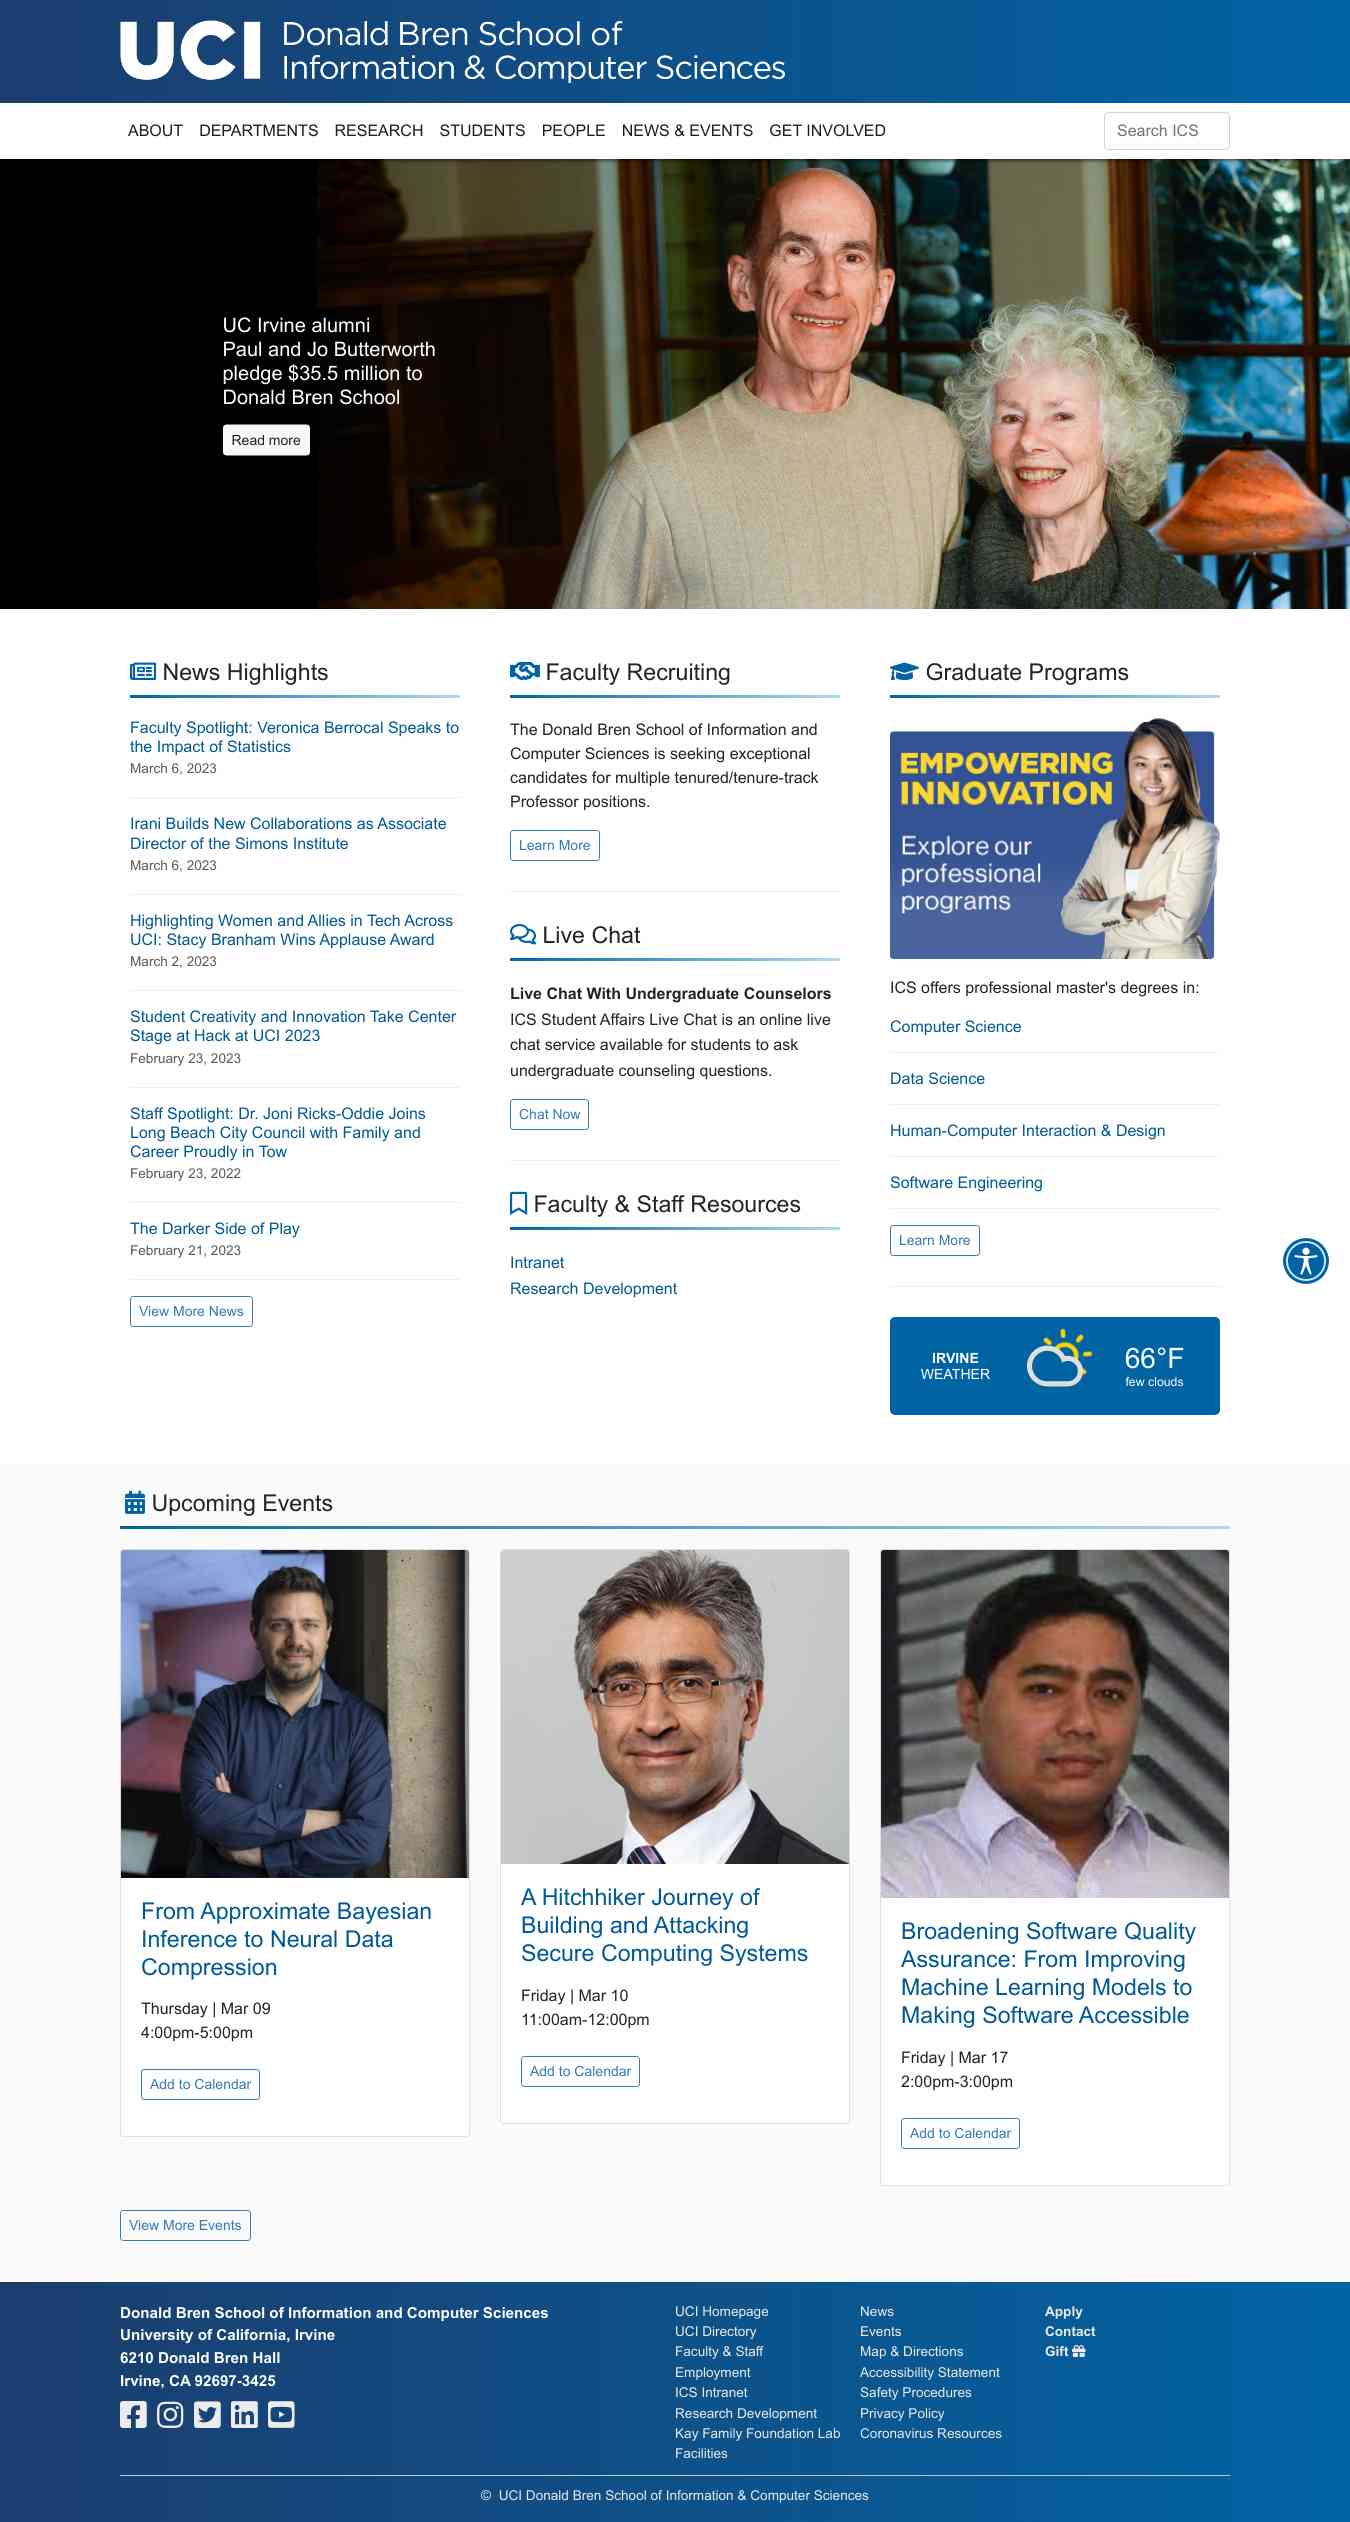 UCI Donald Bren School of
Information & Computer Sciences
ABOUT DEPARTMENTS RESEARCH STUDENTS PEOPLE NEWS & EVENTS GET INVOLVED Search ICS
UC Irvine alumni
Paul and Jo Butterworth
pledge $35.5 million to
Donald Bren School
Read more
News Highlights
Faculty Spotlight: Veronica Berrocal Speaks to
the Impact of Statistics
March 6, 2023
Irani Builds New Collaborations as Associate
Director of the Simons Institute
March 6, 2023
Highlighting Women and Allies in Tech Across
UCI: Stacy Branham Wins Applause Award
March 2, 2023
Student Creativity and Innovation Take Center
Stage at Hack at UCI 2023
February 23, 2023
Staff Spotlight: Dr. Joni Ricks-Oddie Joins
Long Beach City Council with Family and
Career Proudly in Tow
February 23, 2022
The Darker Side of Play
February 21, 2023
View More News
Faculty Recruiting
The Donald Bren School of Information and
Computer Sciences is seeking exceptional
candidates for multiple tenured/tenure-track
Professor positions.
Learn More
Live Chat
Live Chat With Undergraduate Counselors
ICS Student Affairs Live Chat is an online live
chat service available for students to ask
undergraduate counseling questions.
Chat Now
Faculty & Staff Resources
Intranet
Research Development
Graduate Programs
EMPOWERING
INNOVATION
Explore our
professional
programs
ICS offers professional master's degrees in:
Computer Science
Data Science
Human-Computer Interaction & Design
Software Engineering
Learn More
IRVINE
WEATHER
66°F
few clouds
Upcoming Events
From Approximate Bayesian
Inference to Neural Data
Compression
Thursday | Mar 09
4:00pm-5:00pm
Add to Calendar
A Hitchhiker Journey of
Building and Attacking
Secure Computing Systems
Friday | Mar 10
11:00am-12:00pm
Add to Calendar
Broadening Software Quality
Assurance: From Improving
Machine Learning Models to
Making Software Accessible
Friday | Mar 17
2:00pm-3:00pm
Add to Calendar
View More Events
Donald Bren School of Information and Computer Sciences
University of California, Irvine
6210 Donald Bren Hall
Irvine, CA 92697-3425
UCI Homepage
UCI Directory
Faculty & Staff
Employment
ICS Intranet
Research Development
Kay Family Foundation Lab
Facilities
News
Events
Map & Directions
Accessibility Statement
Safety Procedures
Privacy Policy
Coronavirus Resources
Apply
Contact
Gift
© UCI Donald Bren School of Information & Computer Sciences